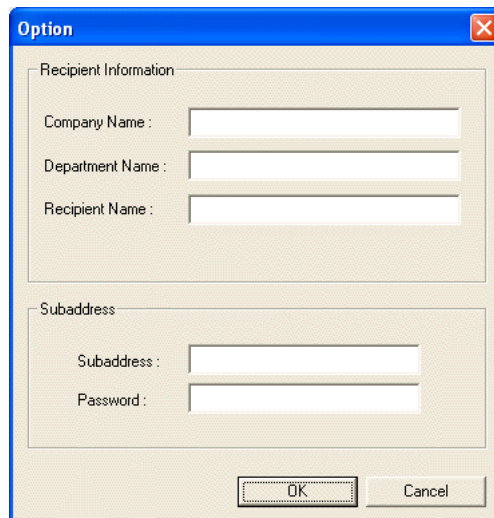 Option
Recipient Information
Company Name :
Department Name :
Recipient Name :
Subaddress
Subaddress :
Password :
OK
Cancel